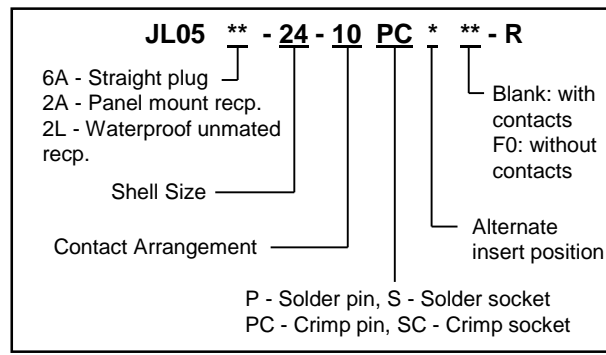 JL05 ** - 24 - 10 PC * ** - R
6A - Straight plug
2A - Panel mount recp.
2L - Waterproof unmated
recp.
Blank: with
contacts
F0: without
contacts
Shell Size
Contact Arrangement
Alternate
insert position
P - Solder pin, S - Solder socket
PC - Crimp pin, SC - Crimp socket